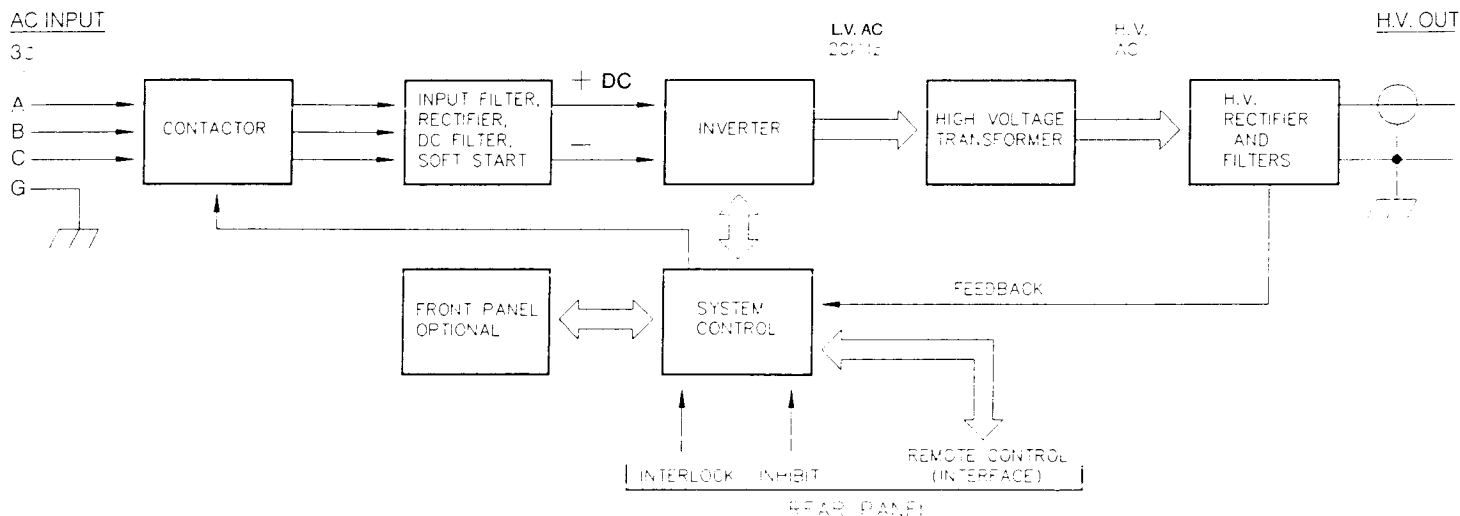 AC INPUT
L.V. AC
H.V.
AC
H.V. OUT
A
B
C
G
CONTACTOR
INPUT FILTER,
RECTIFIER,
DC FILTER,
SOFT START
+ DC
−
INVERTER
HIGH VOLTAGE
TRANSFORMER
H.V.
RECTIFIER
AND
FILTERS
FEEDBACK
FRONT PANEL
OPTIONAL
SYSTEM
CONTROL
INTERLOCK
INHIBIT
REMOTE CONTROL
(INTERFACE)
REAR PANEL